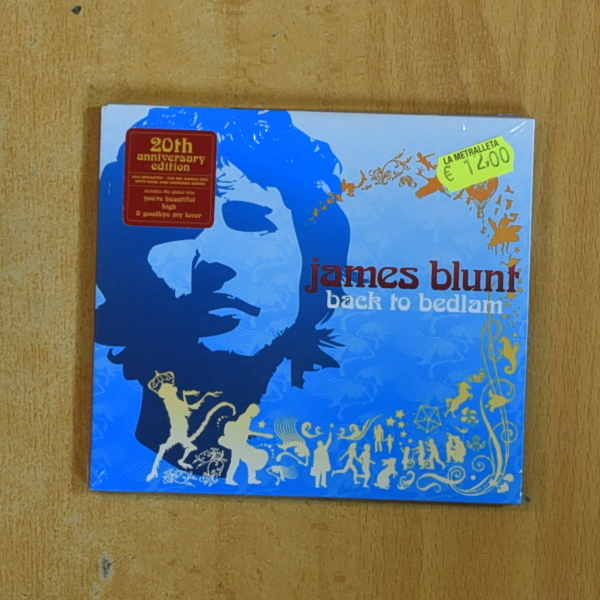 20th
anniversary
edition
includes the global hits
you're beautiful
high
& goodbye my lover
LA METRALLETA
€ 12,00
james blunt
back to bedlam